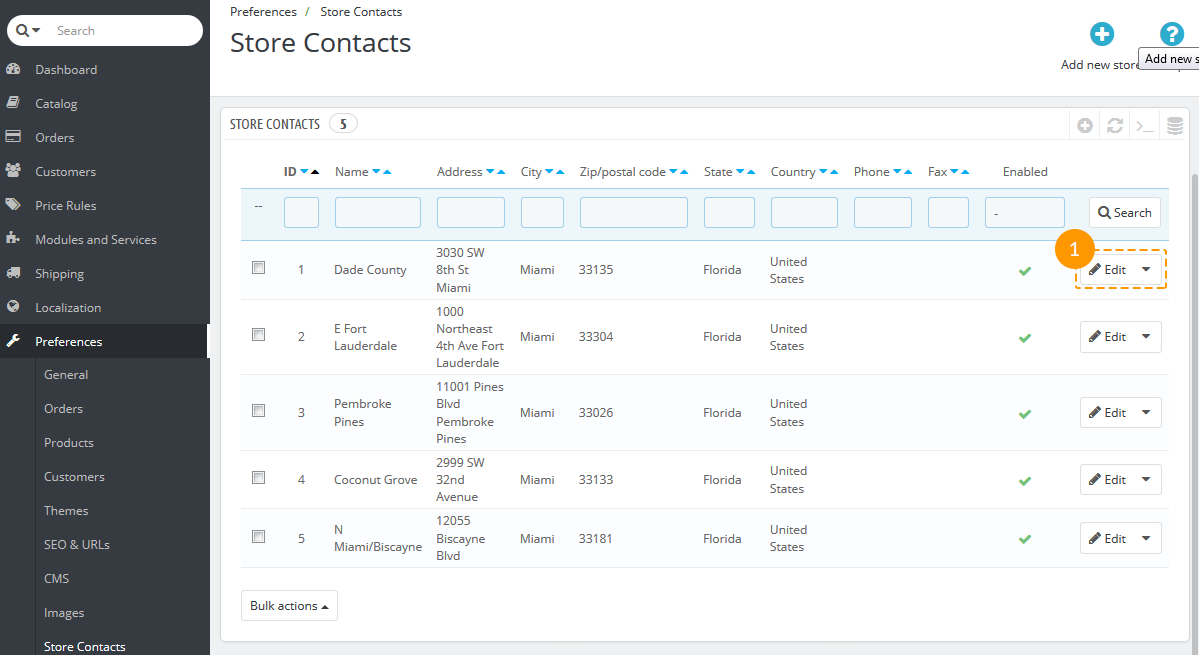 Search
Dashboard
Catalog
Orders
Customers
Price Rules
Modules and Services
Shipping
Localization
Preferences
General
Orders
Products
Customers
Themes
SEO & URLs
CMS
Images
Store Contacts
Preferences / Store Contacts
Store Contacts
Add new store
Add new s
STORE CONTACTS 5
ID Name Address City Zip/postal code State Country Phone Fax Enabled
-- - Search
1
1 Dade County 3030 SW 8th St Miami Miami 33135 Florida United States Edit
2 E Fort Lauderdale 1000 Northeast 4th Ave Fort Lauderdale Miami 33304 Florida United States Edit
3 Pembroke Pines 11001 Pines Blvd Pembroke Pines Miami 33026 Florida United States Edit
4 Coconut Grove 2999 SW 32nd Avenue Miami 33133 Florida United States Edit
5 N Miami/Biscayne 12055 Biscayne Blvd Miami 33181 Florida United States Edit
Bulk actions